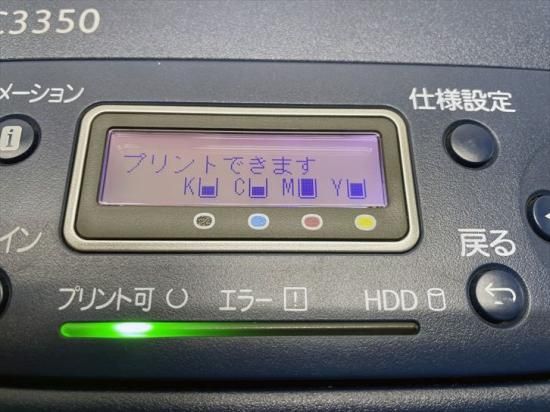 C3350
メーション
仕様設定
プリントできます
K C M Y
イン
戻る
プリント可 エラー HDD